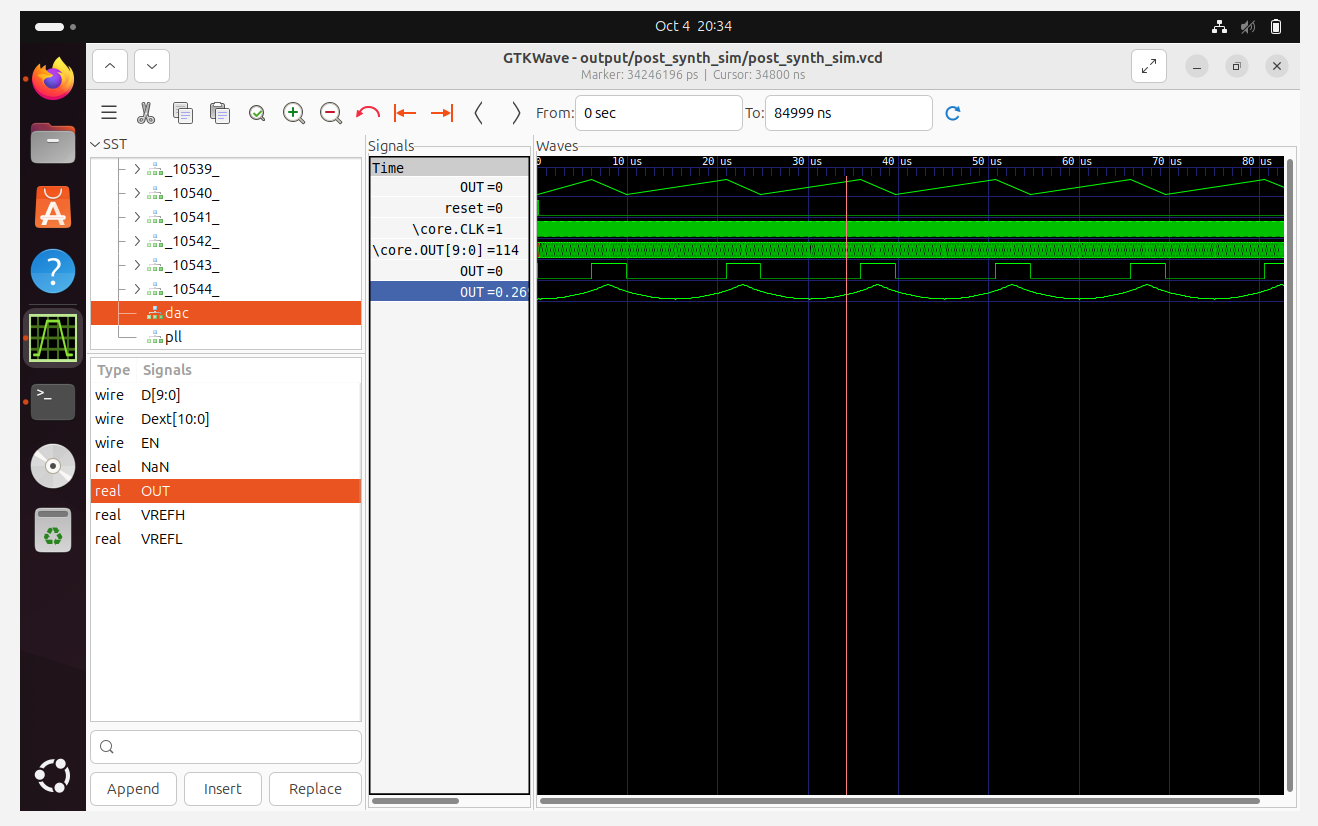 Oct 4 20:34
GTKWave - output/post_synth_sim/post_synth_sim.vcd
Marker: 34246196 ps | Cursor: 34800 ns
From: 0 sec To: 84999 ns
SST
_10539_
_10540_
_10541_
_10542_
_10543_
_10544_
dac
pll
Type Signals
wire D[9:0]
wire Dext[10:0]
wire EN
real NaN
real OUT
real VREFH
real VREFL
Append Insert Replace
Signals
Time
OUT=0
reset=0
\core.CLK=1
\core.OUT[9:0]=114
OUT=0
OUT=0.26
Waves
0 10 us 20 us 30 us 40 us 50 us 60 us 70 us 80 us